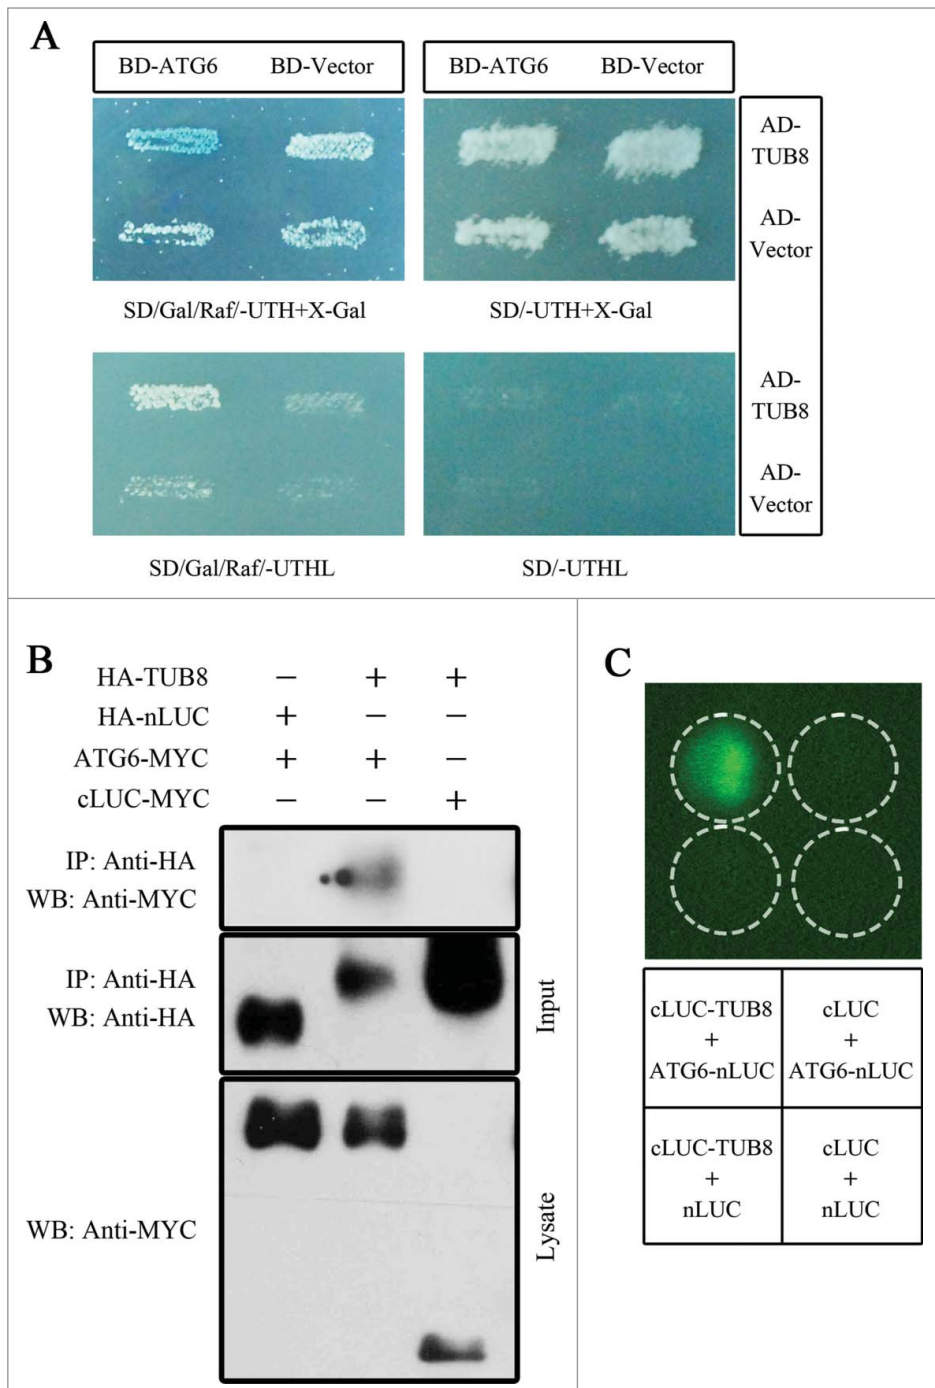 A
BD-ATG6 BD-Vector BD-ATG6 BD-Vector
AD-
TUB8
AD-
Vector
SD/Gal/Raf/-UTH+X-Gal SD/-UTH+X-Gal
AD-
TUB8
AD-
Vector
SD/Gal/Raf/-UTHL SD/-UTHL
B
HA-TUB8 − + +
HA-nLUC + − −
ATG6-MYC + + −
cLUC-MYC − − +
IP: Anti-HA
WB: Anti-MYC
IP: Anti-HA
WB: Anti-HA
Input
WB: Anti-MYC
Lysate
C
cLUC-TUB8
+
ATG6-nLUC
cLUC
+
ATG6-nLUC
cLUC-TUB8
+
nLUC
cLUC
+
nLUC